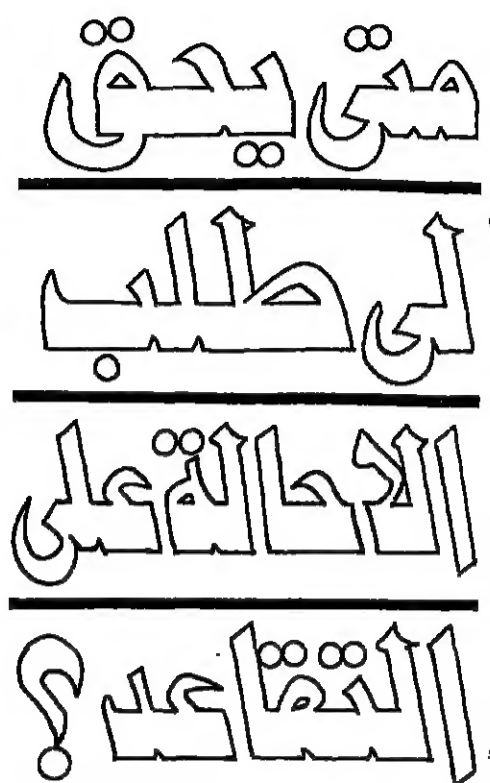 متى يحق
لى طلب
الاحالة على
التقاعد ؟